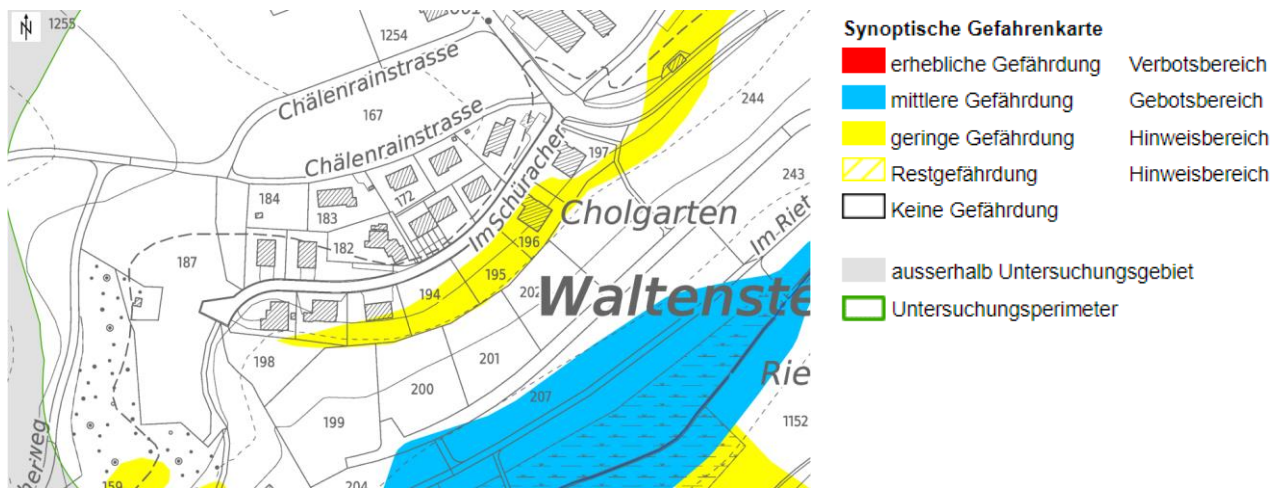 N
1255
1254
Chälenrainstrasse
167
244
Chälenrainstrasse
197
243
184
183
172
Im Schüracher
Cholgarten
Im Riet
182
196
187
195
194
202
Waltenste
198
201
Rie
200
207
199
1152
159
204
Synoptische Gefahrenkarte
erhebliche Gefährdung Verbotsbereich
mittlere Gefährdung Gebotsbereich
geringe Gefährdung Hinweisbereich
Restgefährdung Hinweisbereich
Keine Gefährdung
ausserhalb Untersuchungsgebiet
Untersuchungsperimeter